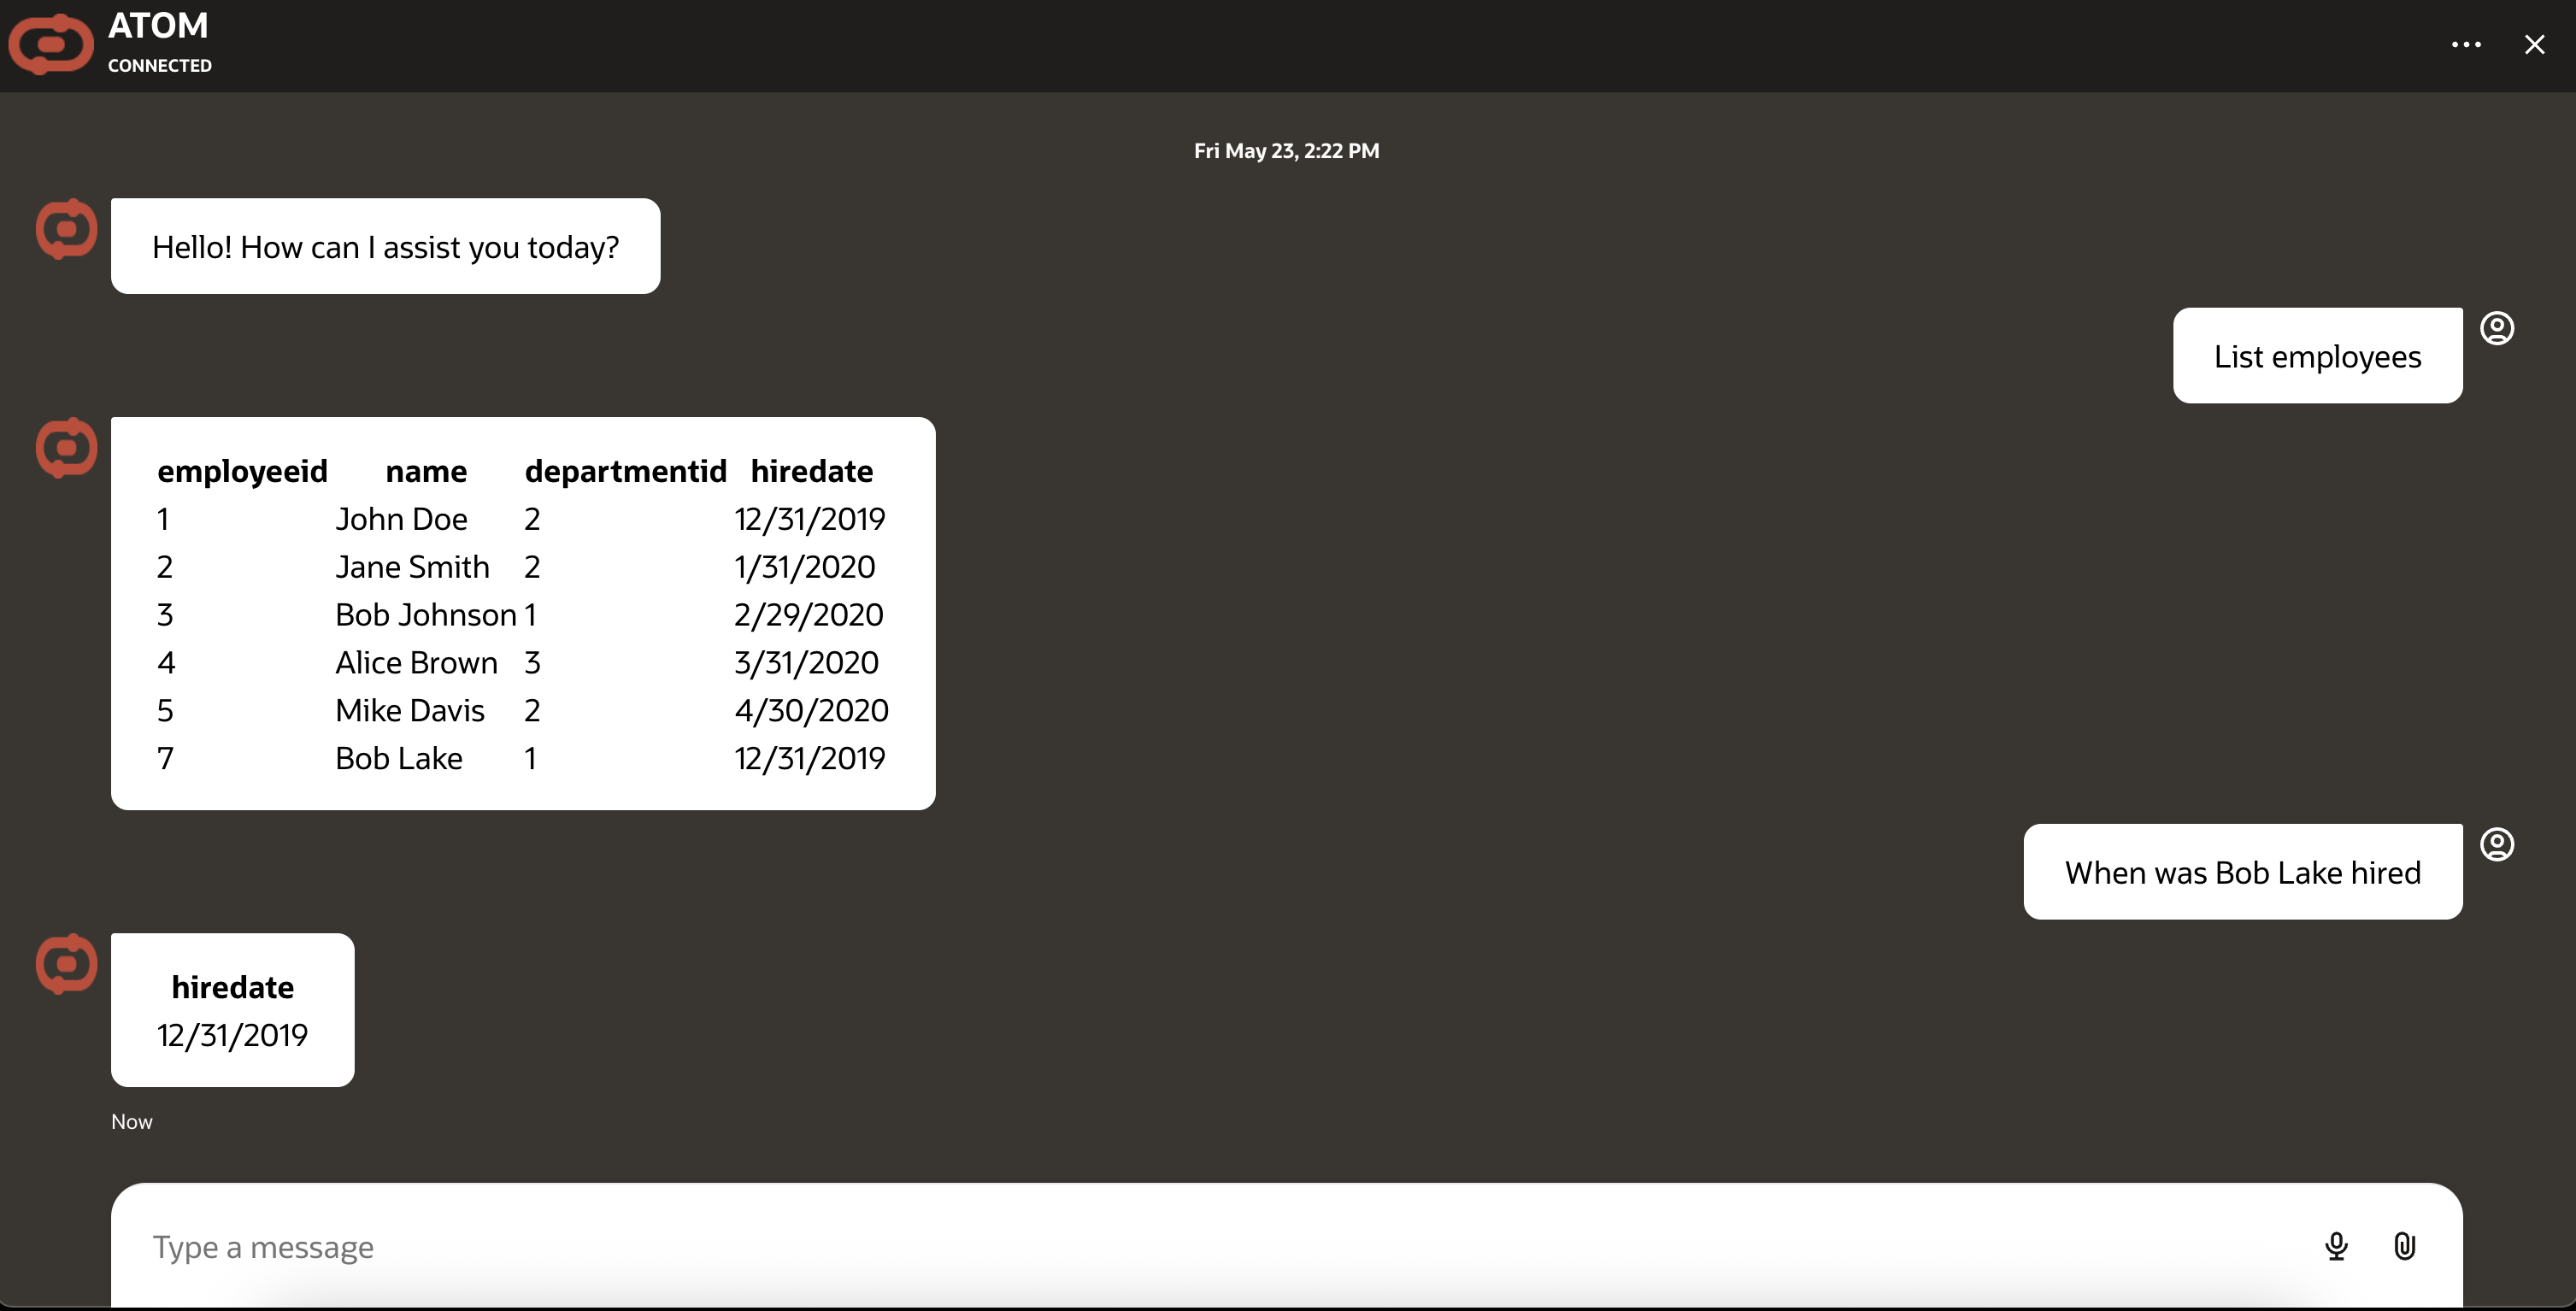 ATOM
CONNECTED
Fri May 23, 2:22 PM
Hello! How can I assist you today?
List employees
employeeid name departmentid hiredate
1 John Doe 2 12/31/2019
2 Jane Smith 2 1/31/2020
3 Bob Johnson 1 2/29/2020
4 Alice Brown 3 3/31/2020
5 Mike Davis 2 4/30/2020
7 Bob Lake 1 12/31/2019
When was Bob Lake hired
hiredate
12/31/2019
Now
Type a message